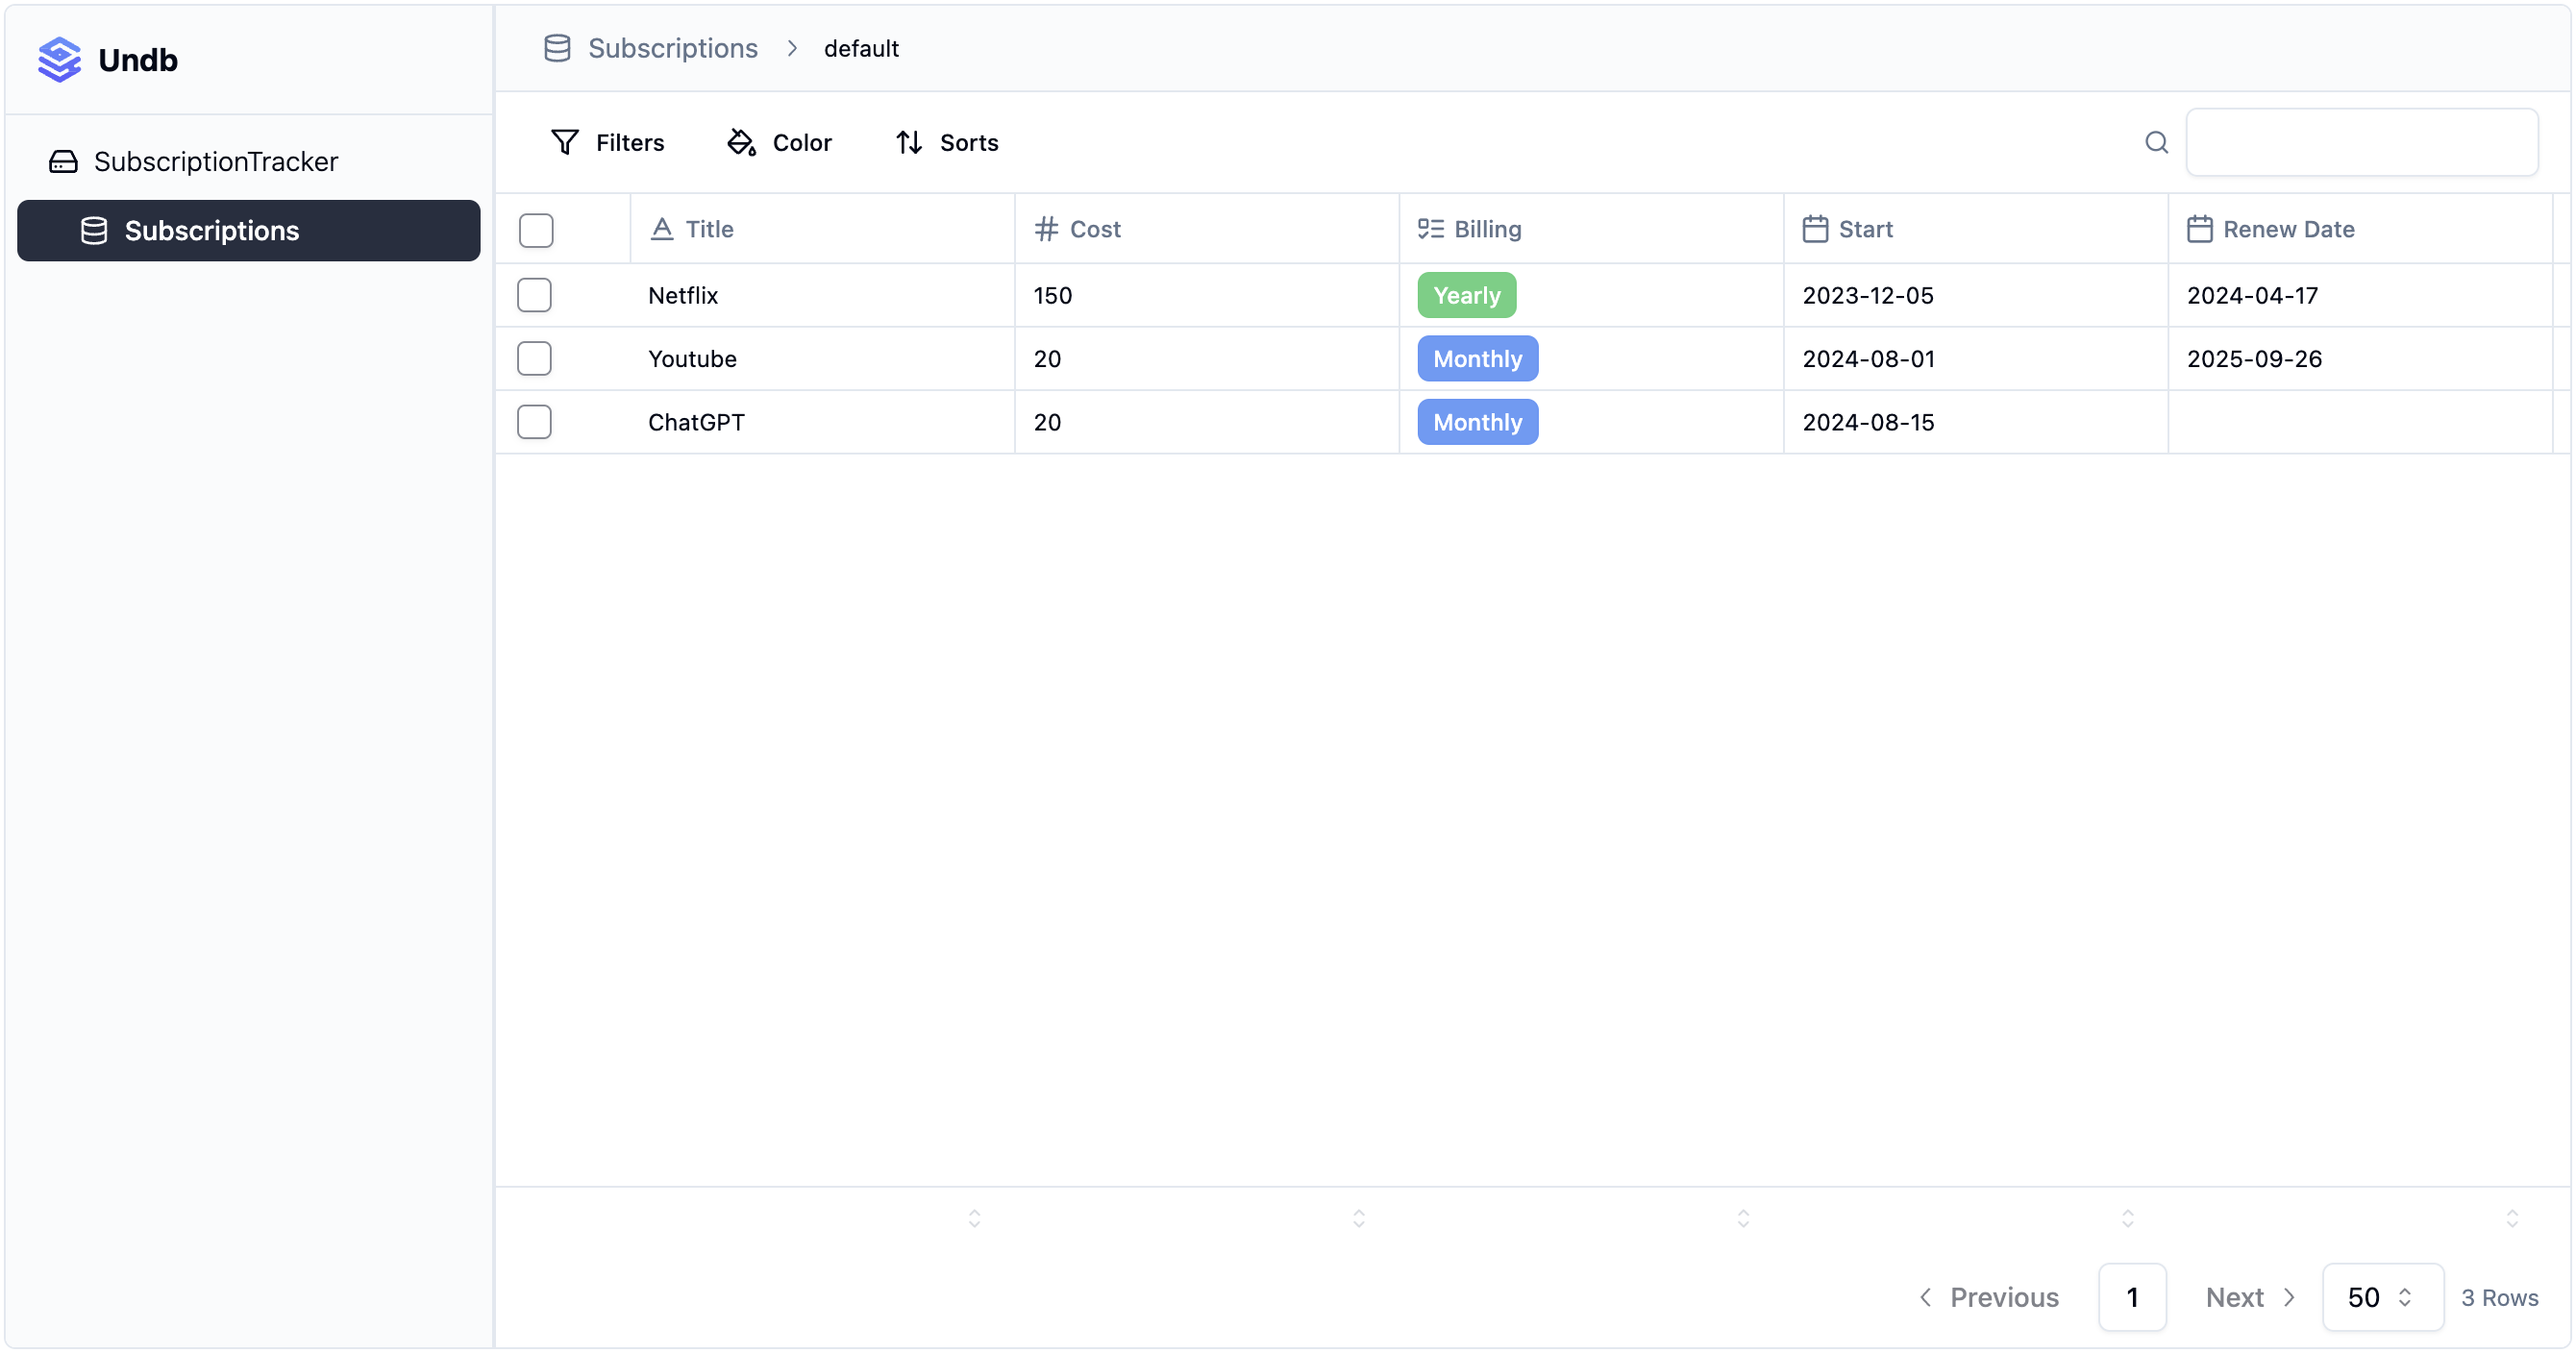 Undb
SubscriptionTracker
Subscriptions
Subscriptions > default
Filters Color Sorts
Title Cost Billing Start Renew Date
Netflix 150 Yearly 2023-12-05 2024-04-17
Youtube 20 Monthly 2024-08-01 2025-09-26
ChatGPT 20 Monthly 2024-08-15
Previous 1 Next 50 3 Rows